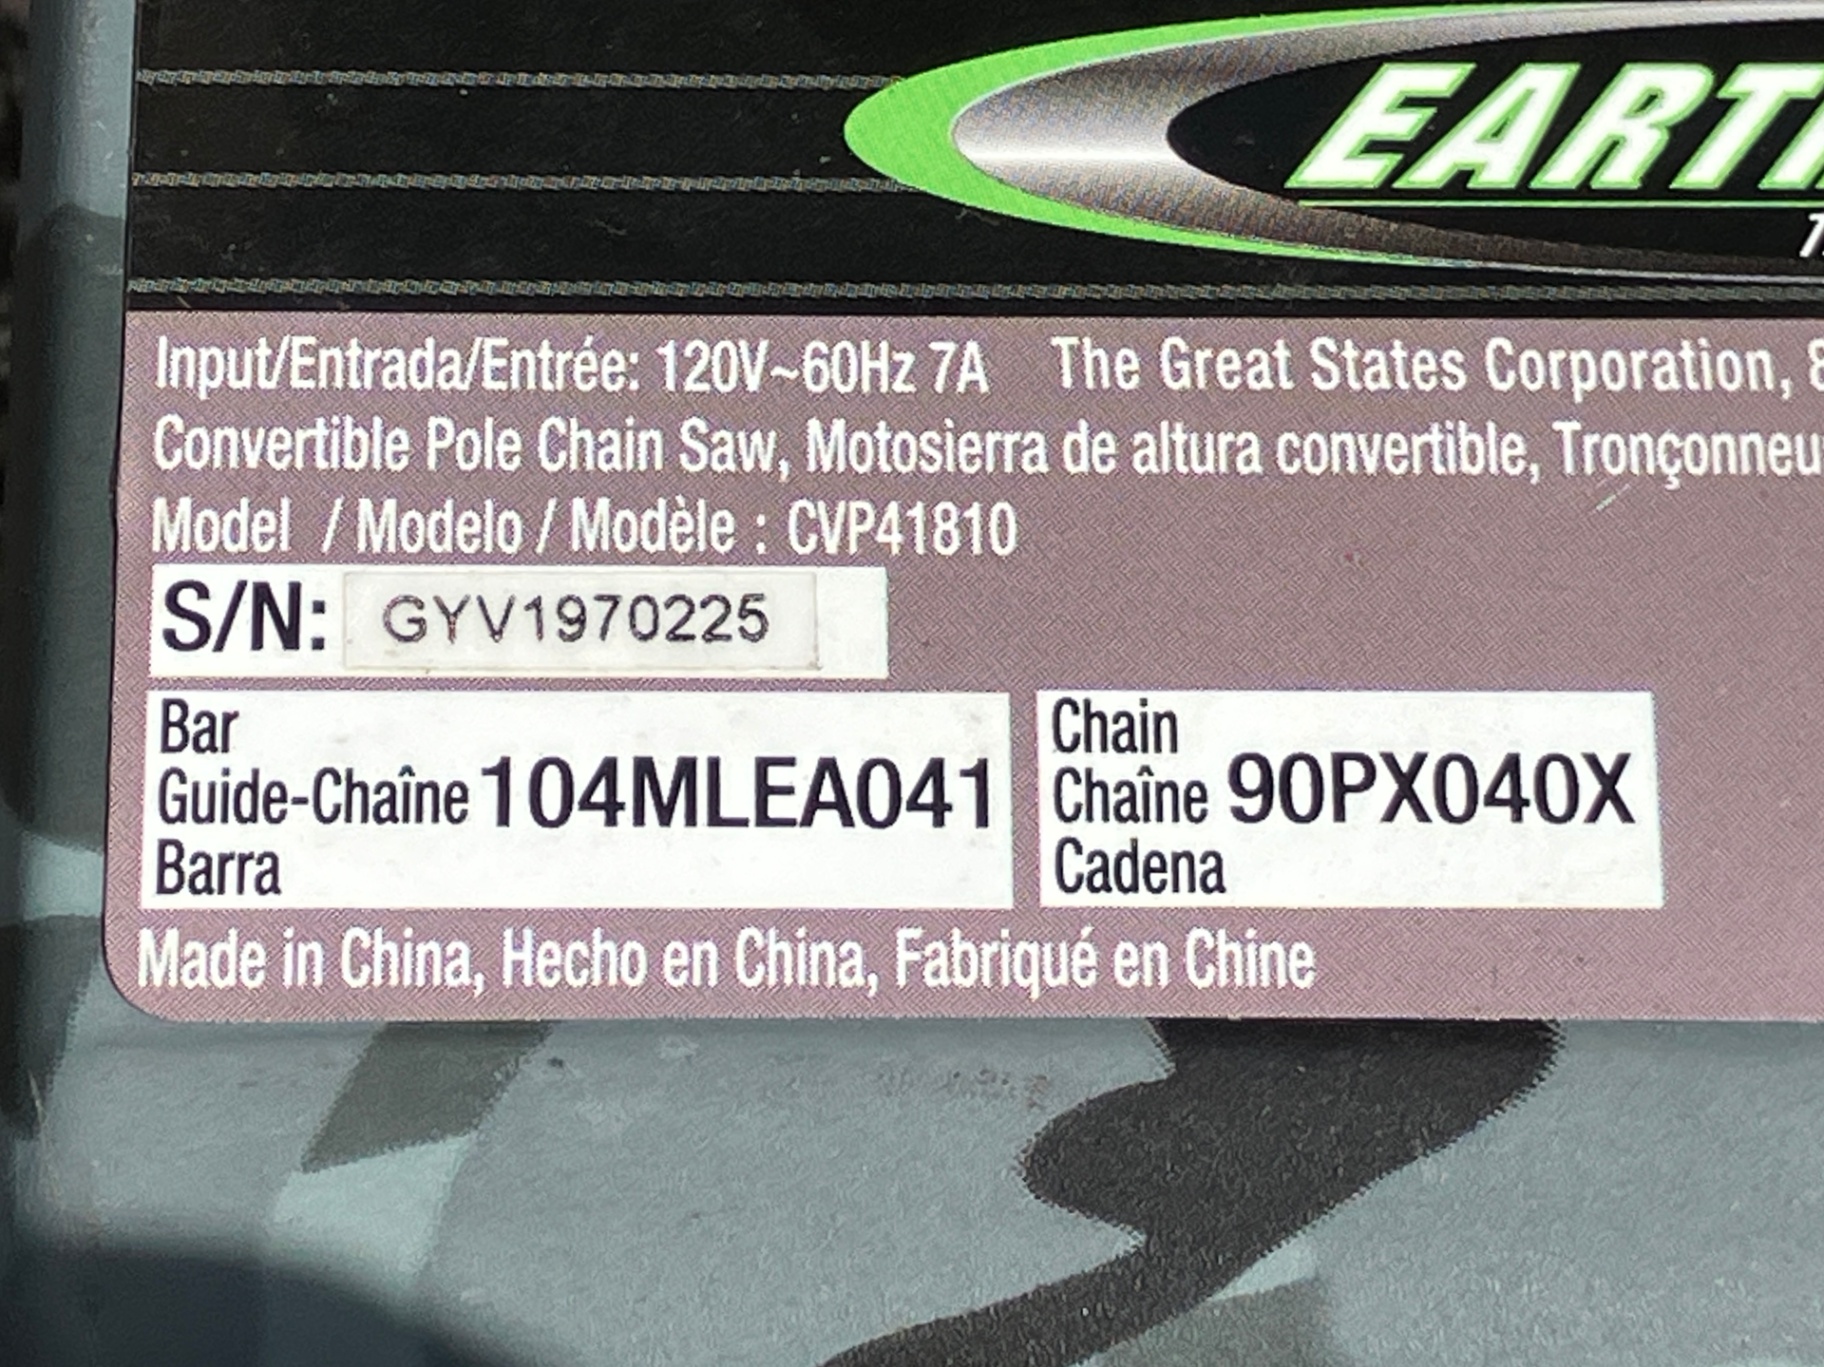 EARTH
Input/Entrada/Entrée: 120V~60Hz 7A The Great States Corporation, 8
Convertible Pole Chain Saw, Motosierra de altura convertible, Tronçonneu
Model / Modelo / Modèle : CVP41810
S/N: GYV1970225
Bar
Guide-Chaîne 104MLEA041
Barra
Chain
Chaîne 90PX040X
Cadena
Made in China, Hecho en China, Fabriqué en Chine